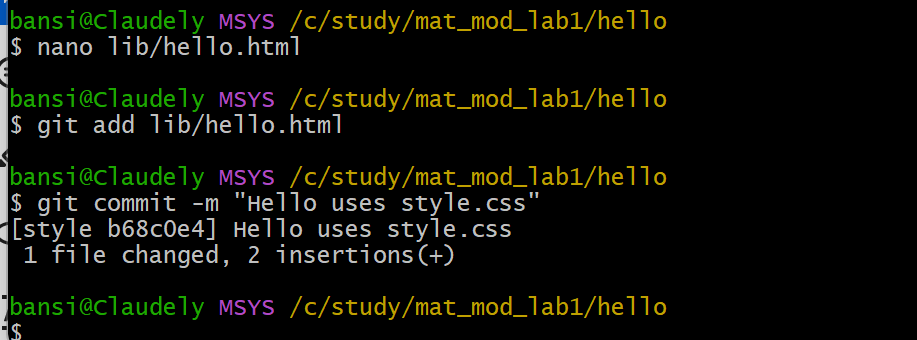 bansi@Claudely MSYS /c/study/mat_mod_lab1/hello
$ nano lib/hello.html
bansi@Claudely MSYS /c/study/mat_mod_lab1/hello
$ git add lib/hello.html
bansi@Claudely MSYS /c/study/mat_mod_lab1/hello
$ git commit -m "Hello uses style.css"
[style b68c0e4] Hello uses style.css
 1 file changed, 2 insertions(+)
bansi@Claudely MSYS /c/study/mat_mod_lab1/hello
$